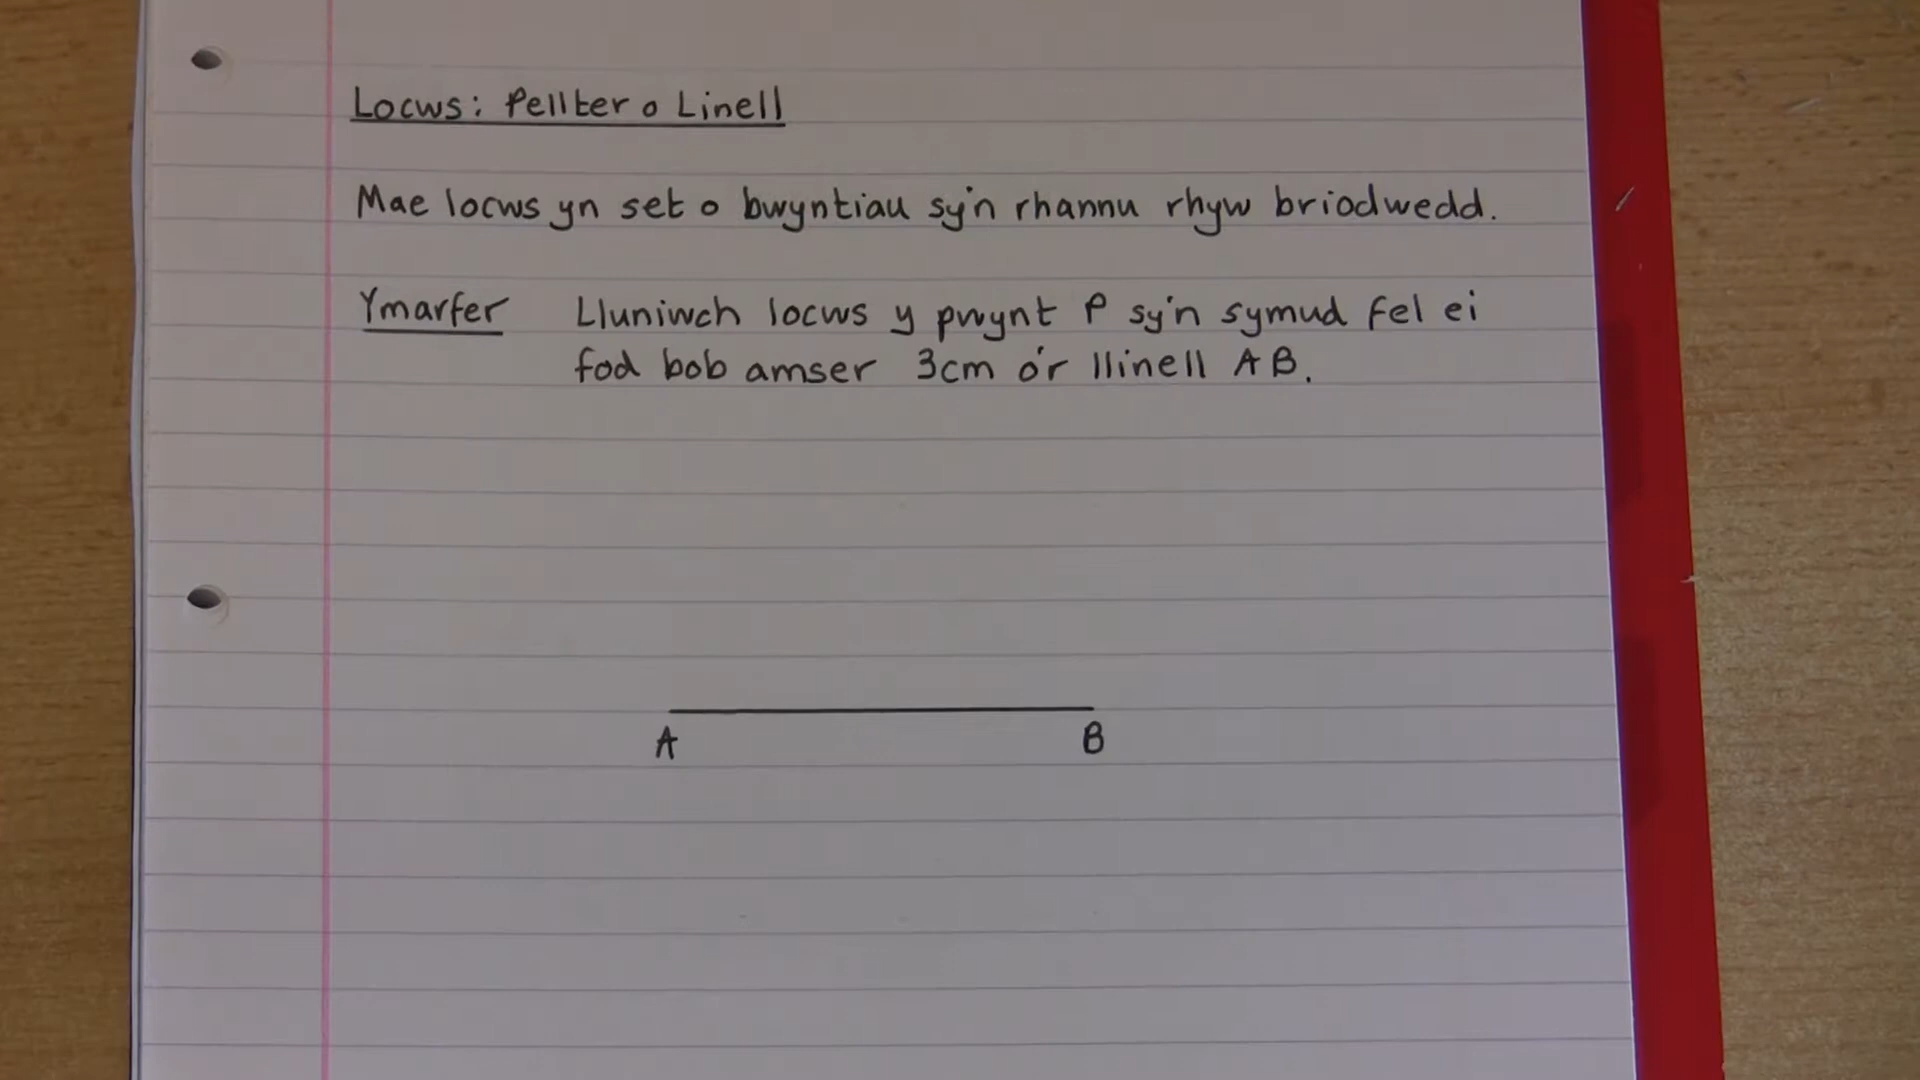 Locws: Pellter o Linell
Mae locws yn set o bwyntiau sy'n rhannu rhyw briodwedd.
Ymarfer Lluniwch locws y pwynt P sy'n symud fel ei
fod bob amser 3cm o'r llinell AB.
A B